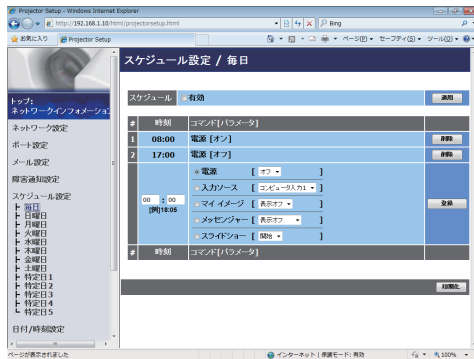 Projector Setup - Windows Internet Explorer
http://192.168.1.10/html/projectorsetup.html
Bing
お気に入り
Projector Setup
ページ(P)
セーフティ(S)
ツール(O)
トップ:
ネットワークインフォメーション
ネットワーク設定
ポート設定
メール設定
障害通知設定
スケジュール設定
毎日
日曜日
月曜日
火曜日
水曜日
木曜日
金曜日
土曜日
特定日1
特定日2
特定日3
特定日4
特定日5
日付/時刻設定
スケジュール設定 / 毎日
スケジュール 有効 適用
# 時刻 コマンド[パラメータ]
1 08:00 電源 [オン] 削除
2 17:00 電源 [オフ] 削除
電源 [ オフ ]
入力ソース [ コンピュータ入力1 ]
00 : 00
[例]18:05
マイ イメージ [ 表示オフ ]
登録
メッセンジャー [ 表示オフ ]
スライドショー [ 開始 ]
# 時刻 コマンド[パラメータ]
初期化
ページが表示されました
インターネット | 保護モード: 有効
100%